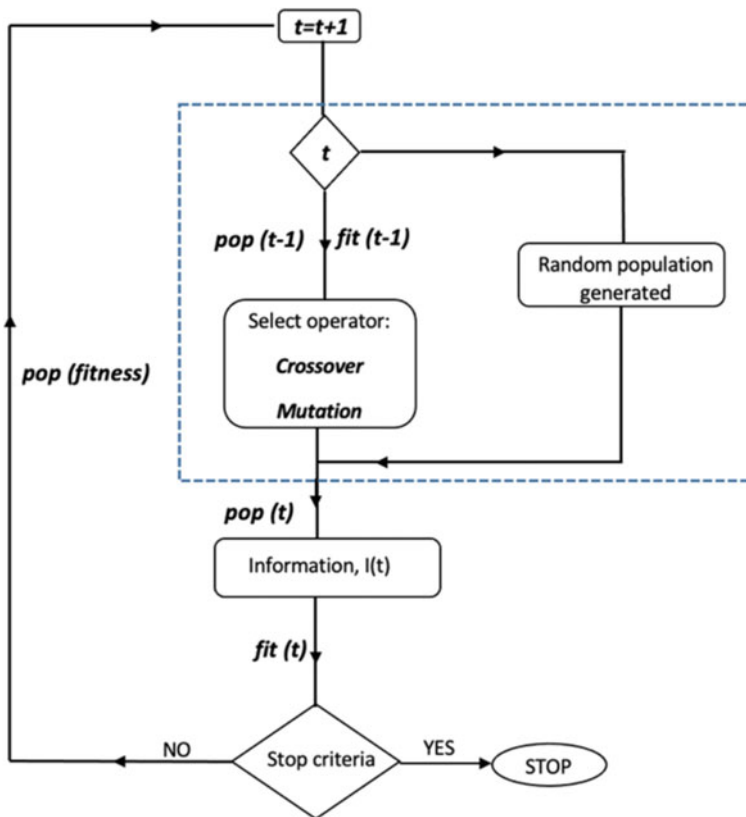 t=t+1
t
pop (t-1)
fit (t-1)
Random population
generated
Select operator:
Crossover
Mutation
pop (fitness)
pop (t)
Information, I(t)
fit (t)
Stop criteria
NO
YES
STOP